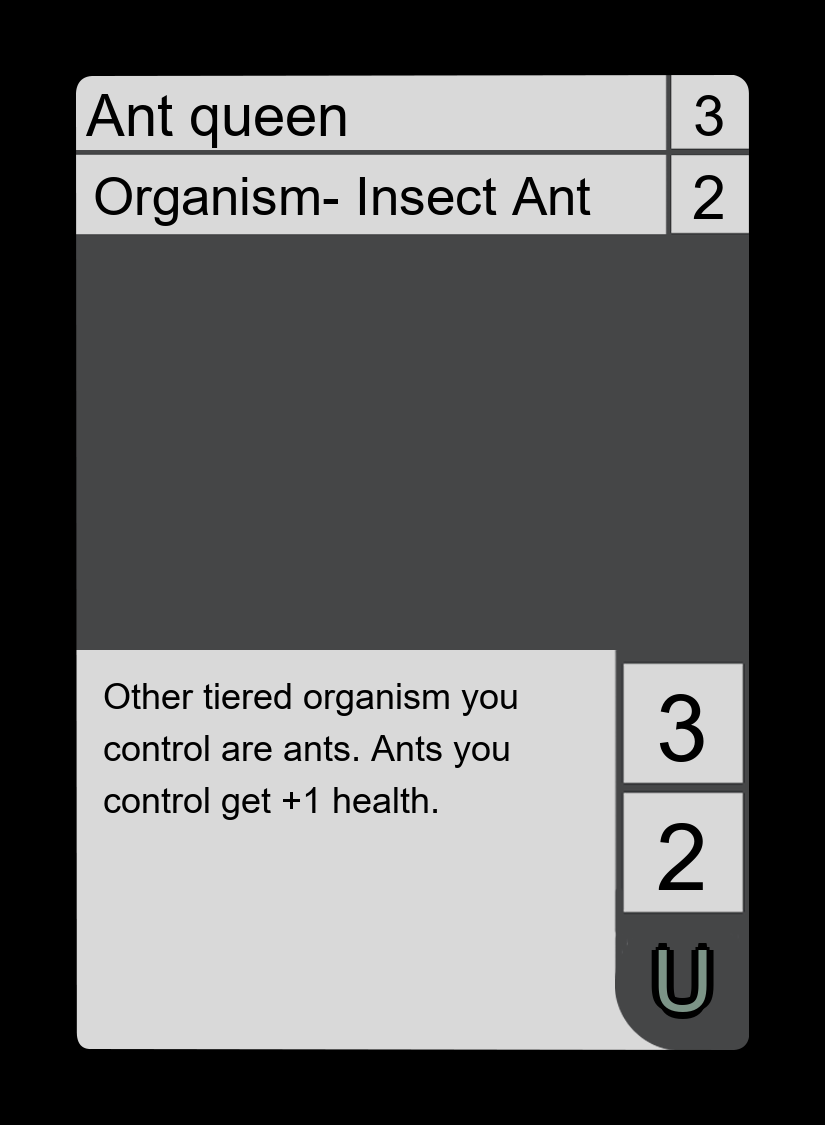 Ant queen 3
Organism- Insect Ant 2
Other tiered organism you
control are ants. Ants you
control get +1 health.
3
2
U